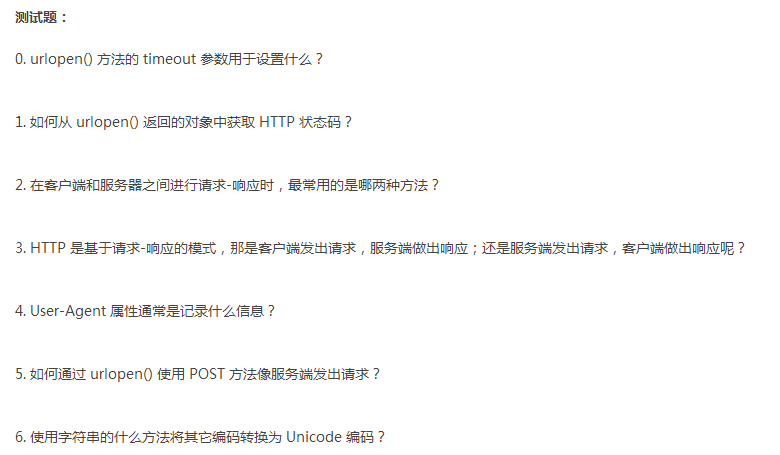 测试题：
0. urlopen() 方法的 timeout 参数用于设置什么？
1. 如何从 urlopen() 返回的对象中获取 HTTP 状态码？
2. 在客户端和服务器之间进行请求-响应时，最常用的是哪两种方法？
3. HTTP 是基于请求-响应的模式，那是客户端发出请求，服务端做出响应；还是服务端发出请求，客户端做出响应呢？
4. User-Agent 属性通常是记录什么信息？
5. 如何通过 urlopen() 使用 POST 方法像服务端发出请求？
6. 使用字符串的什么方法将其它编码转换为 Unicode 编码？